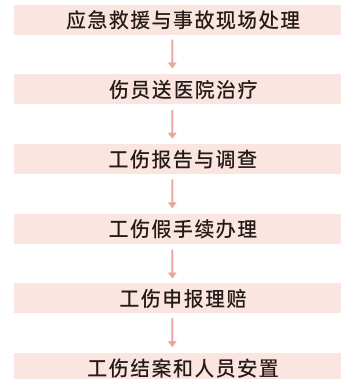 应急救援与事故现场处理
伤员送医院治疗
工伤报告与调查
工伤假手续办理
工伤申报理赔
工伤结案和人员安置